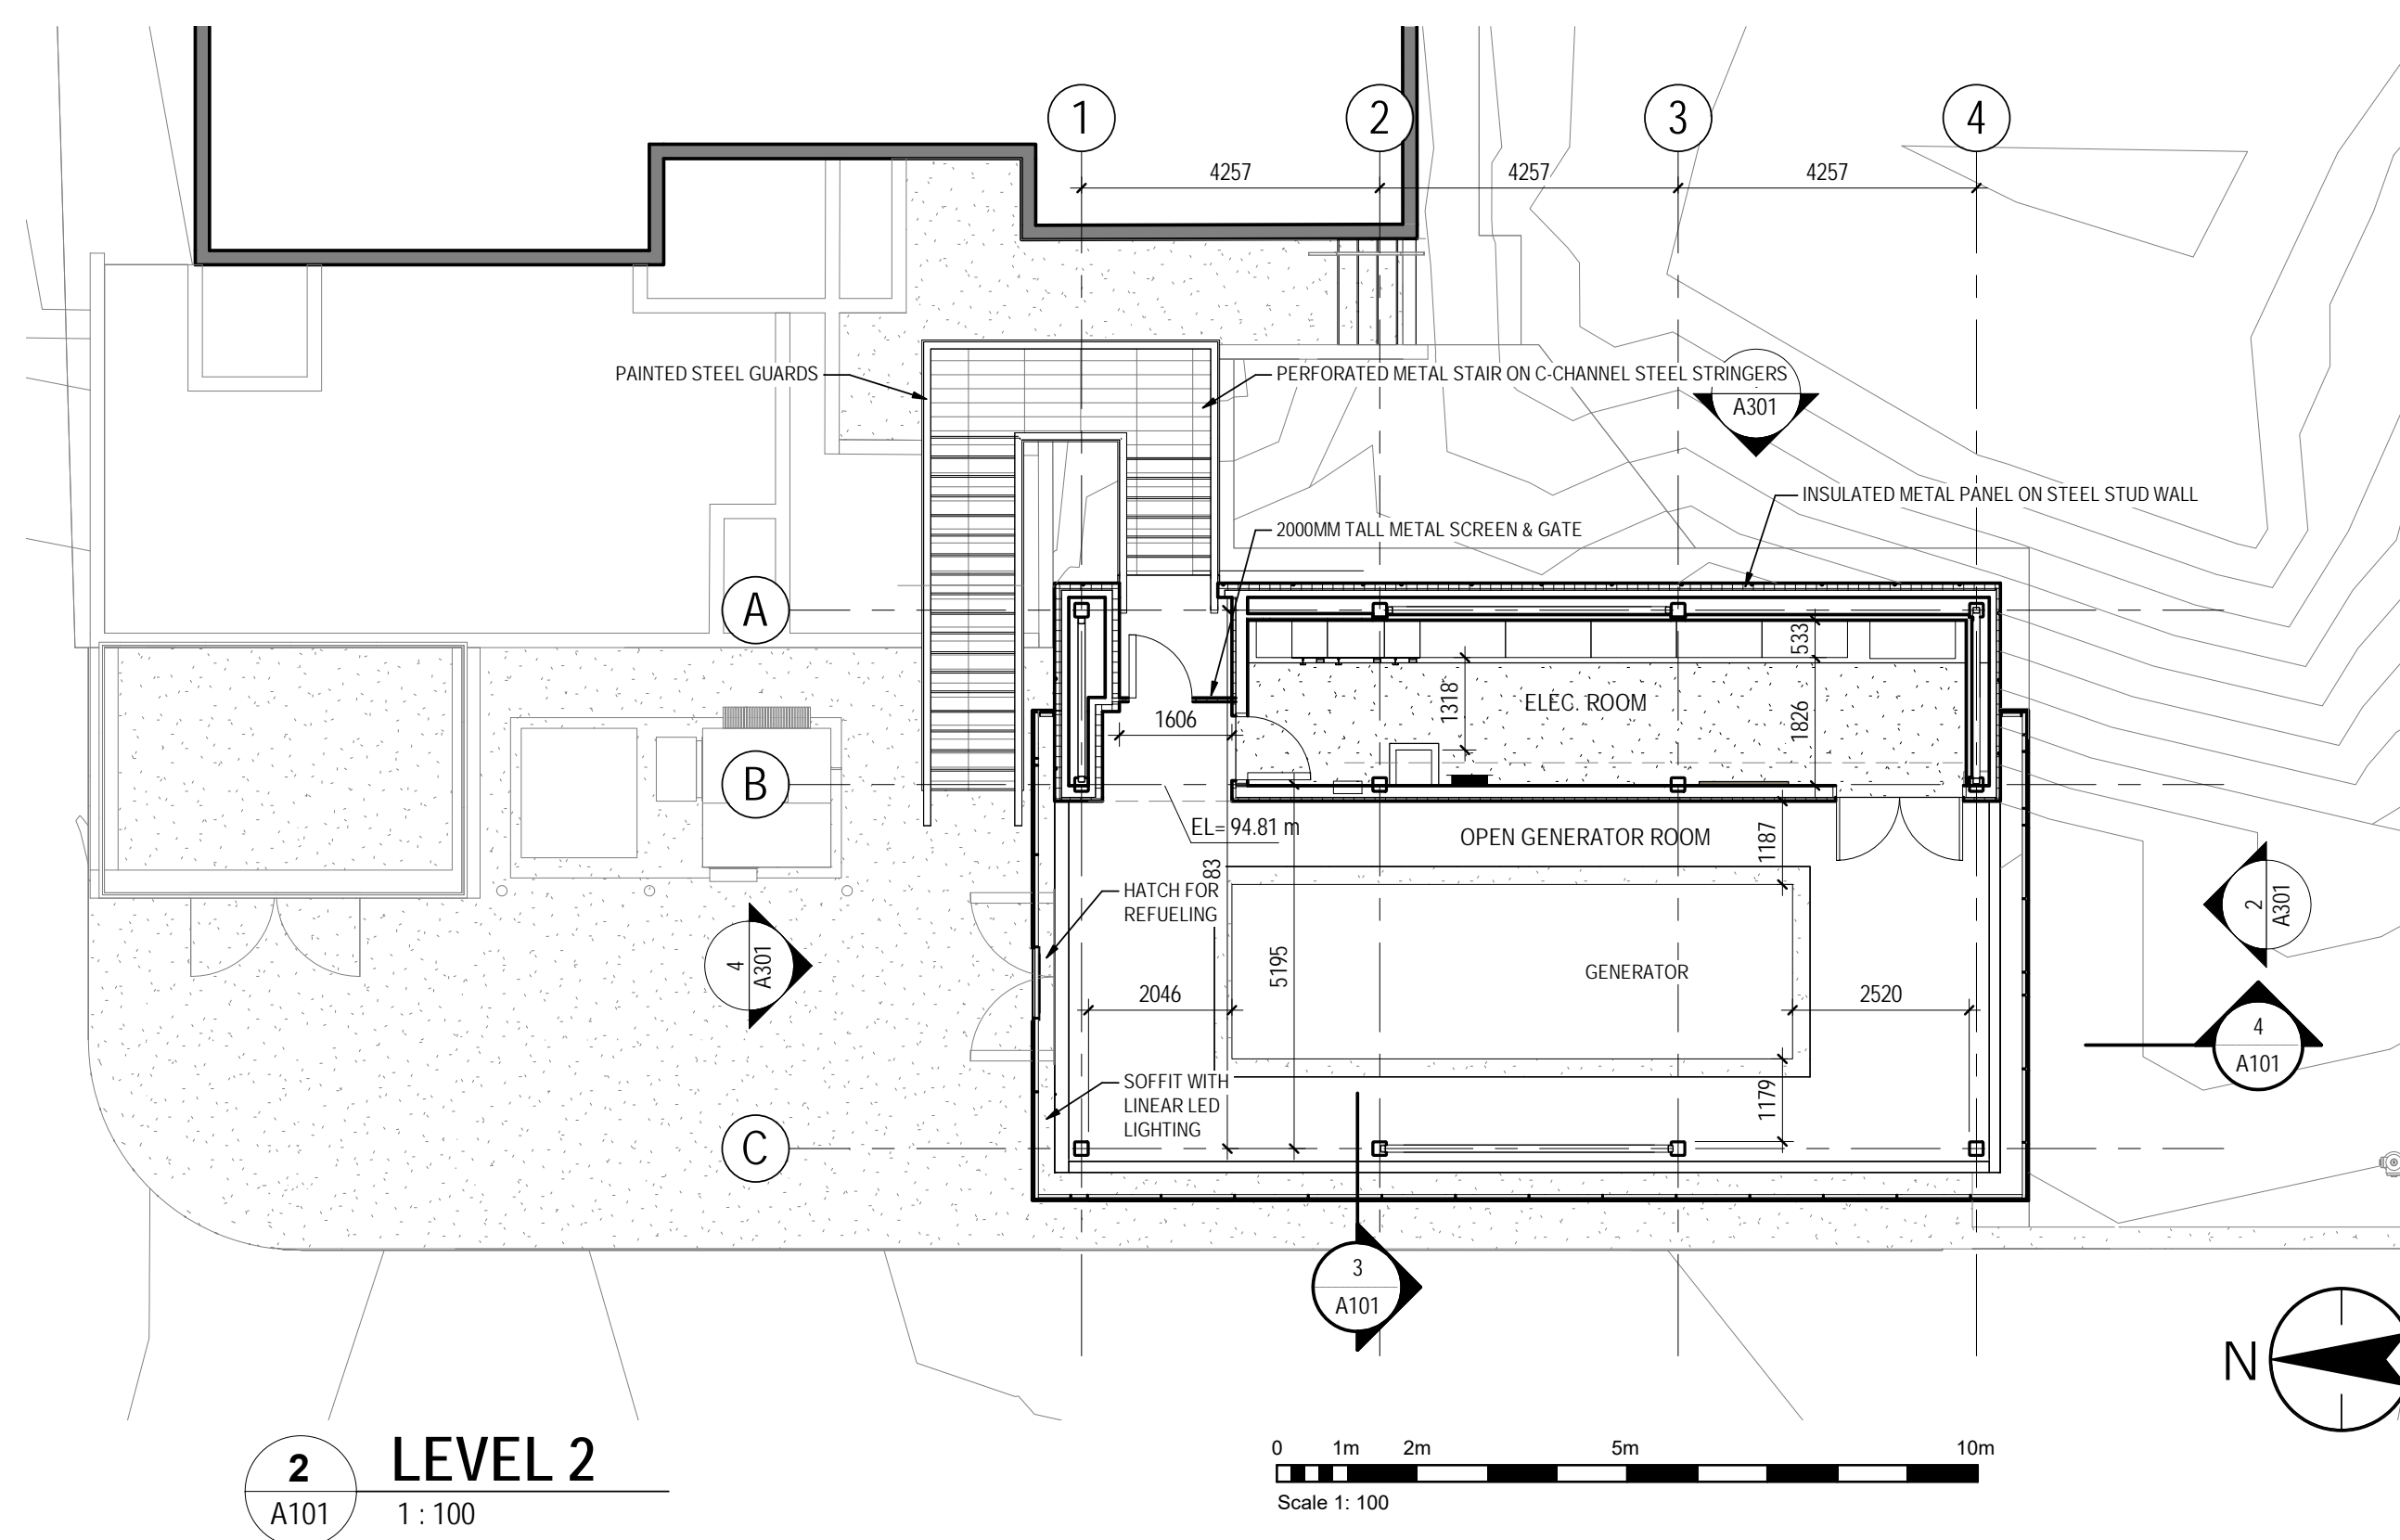 1
2
3
4
4257
4257
4257
PAINTED STEEL GUARDS
PERFORATED METAL STAIR ON C-CHANNEL STEEL STRINGERS
A301
INSULATED METAL PANEL ON STEEL STUD WALL
2000MM TALL METAL SCREEN & GATE
A
533
1318
ELEC. ROOM
1826
1606
B
EL= 94.81 m
OPEN GENERATOR ROOM
1187
83
HATCH FOR
REFUELING
2
A301
4
A301
5195
GENERATOR
2046
2520
4
A101
SOFFIT WITH
LINEAR LED
LIGHTING
1179
C
3
A101
N
2
A101
LEVEL 2
1 : 100
0
1m
2m
5m
10m
Scale 1: 100